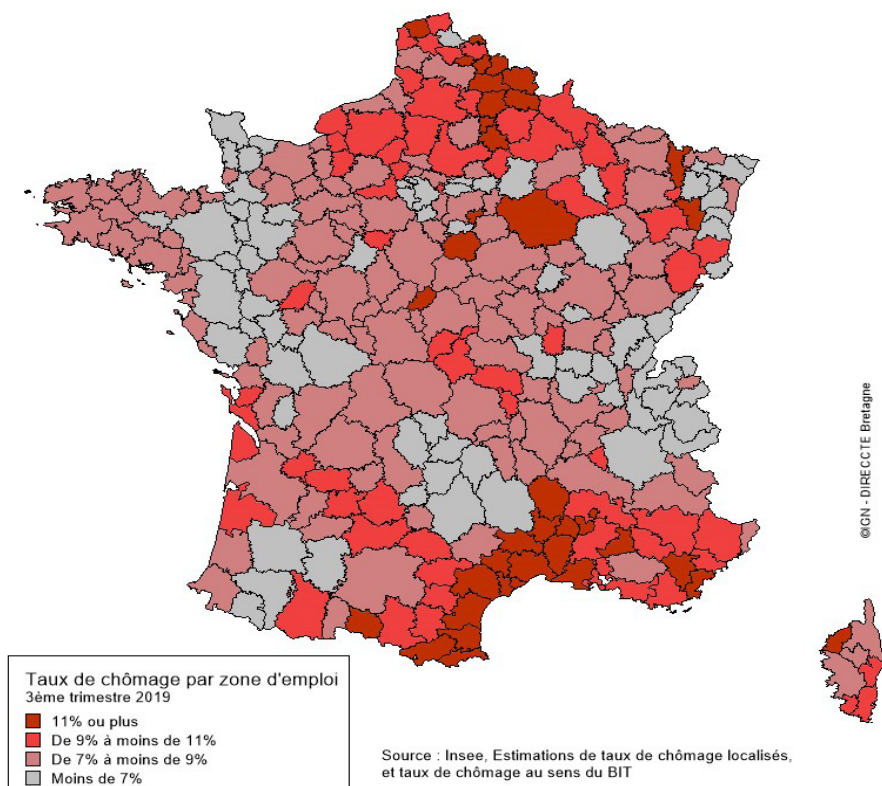 ©IGN - DIRECCTE Bretagne
Taux de chômage par zone d'emploi
3ème trimestre 2019
11% ou plus
De 9% à moins de 11%
De 7% à moins de 9%
Moins de 7%
Source : Insee, Estimations de taux de chômage localisés,
et taux de chômage au sens du BIT